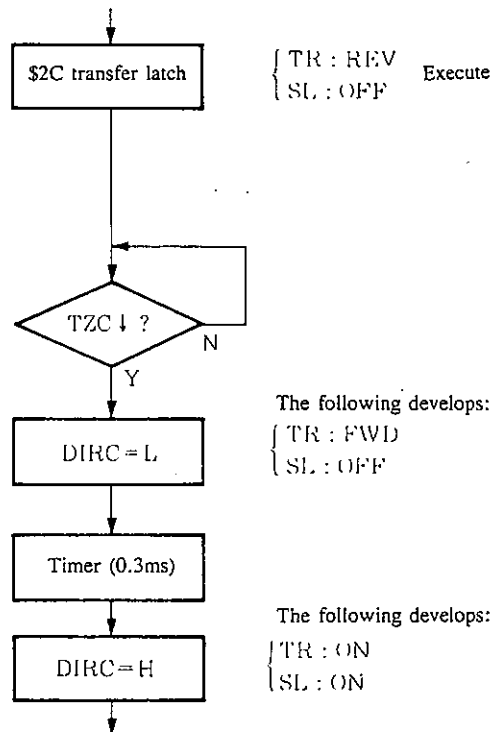 $2C transfer latch
TR : REV
SL : OFF
Execute
TZC ↓ ?
N
Y
The following develops:
DIRC = L
TR : FWD
SL : OFF
Timer (0.3ms)
The following develops:
DIRC = H
TR : ON
SL : ON